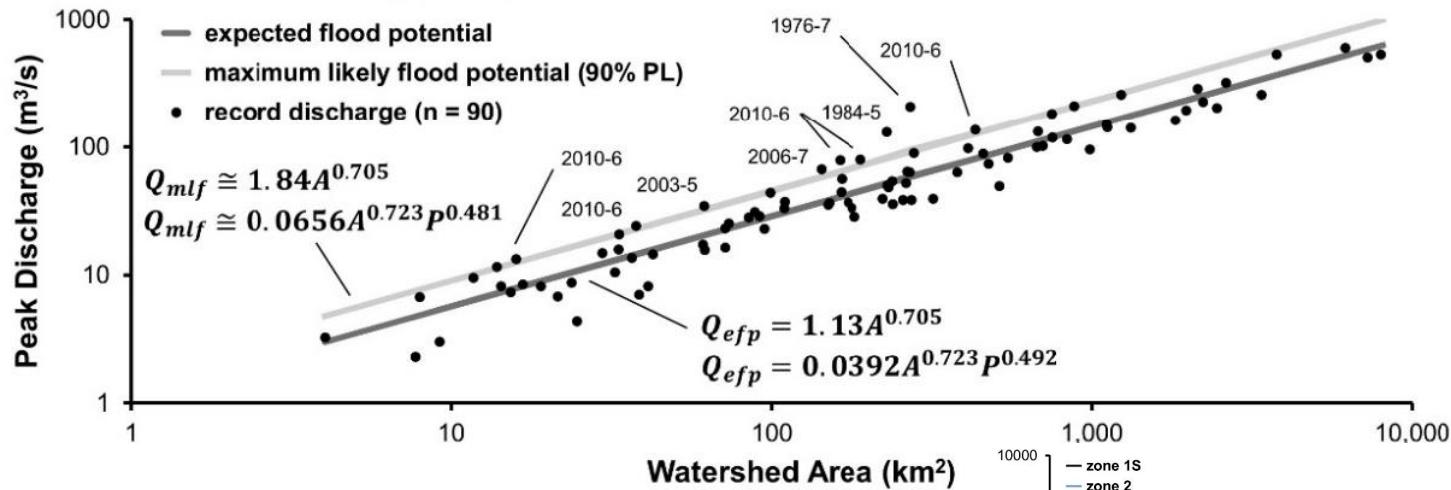 1000
100
10
1
Peak Discharge (m³/s)
expected flood potential
maximum likely flood potential (90% PL)
record discharge (n = 90)
1976-7
2010-6
2010-6
1984-5
2006-7
2010-6
2003-5
2010-6
Q_mlf ≅ 1.84A^0.705
Q_mlf ≅ 0.0656A^0.723 P^0.481
Q_efp = 1.13A^0.705
Q_efp = 0.0392A^0.723 P^0.492
1
10
100
1,000
10,000
Watershed Area (km²)
10000
zone 1S
zone 2